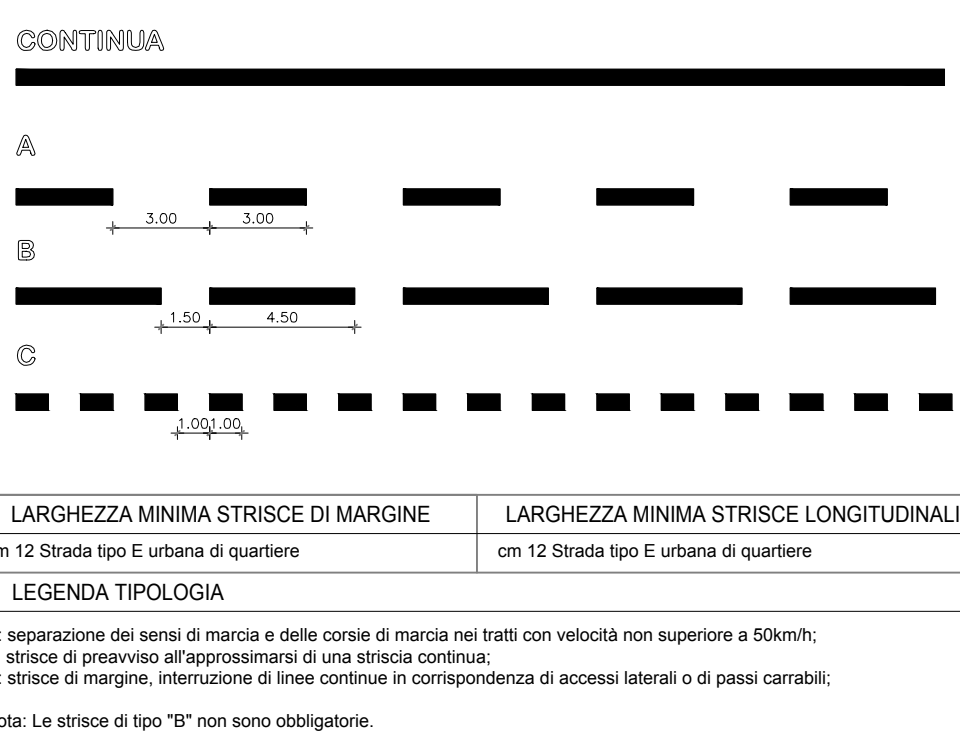 CONTINUA
A
3.00 3.00
B
1.50 4.50
C
1.00 1.00
LARGHEZZA MINIMA STRISCE DI MARGINE
LARGHEZZA MINIMA STRISCE LONGITUDINALI
m 12 Strada tipo E urbana di quartiere
cm 12 Strada tipo E urbana di quartiere
LEGENDA TIPOLOGIA
: separazione dei sensi di marcia e delle corsie di marcia nei tratti con velocità non superiore a 50km/h;
strisce di preavviso all'approssimarsi di una striscia continua;
: strisce di margine, interruzione di linee continue in corrispondenza di accessi laterali o di passi carrabili;
ota: Le strisce di tipo "B" non sono obbligatorie.